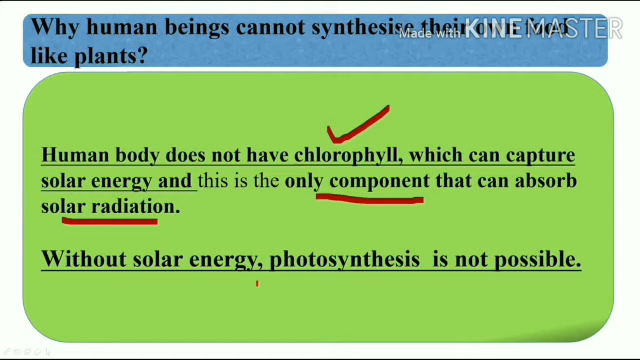 Why human beings cannot synthesise their own food
Made with KINEMASTER
like plants?
Human body does not have chlorophyll, which can capture
solar energy and this is the only component that can absorb
solar radiation.
Without solar energy, photosynthesis is not possible.